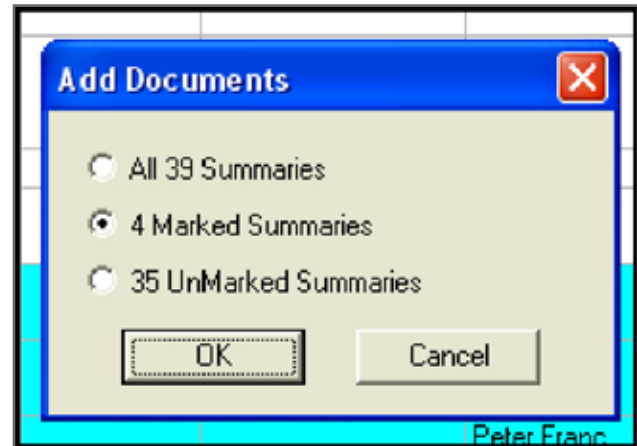 Add Documents
All 39 Summaries
4 Marked Summaries
35 UnMarked Summaries
OK Cancel
Peter Franc